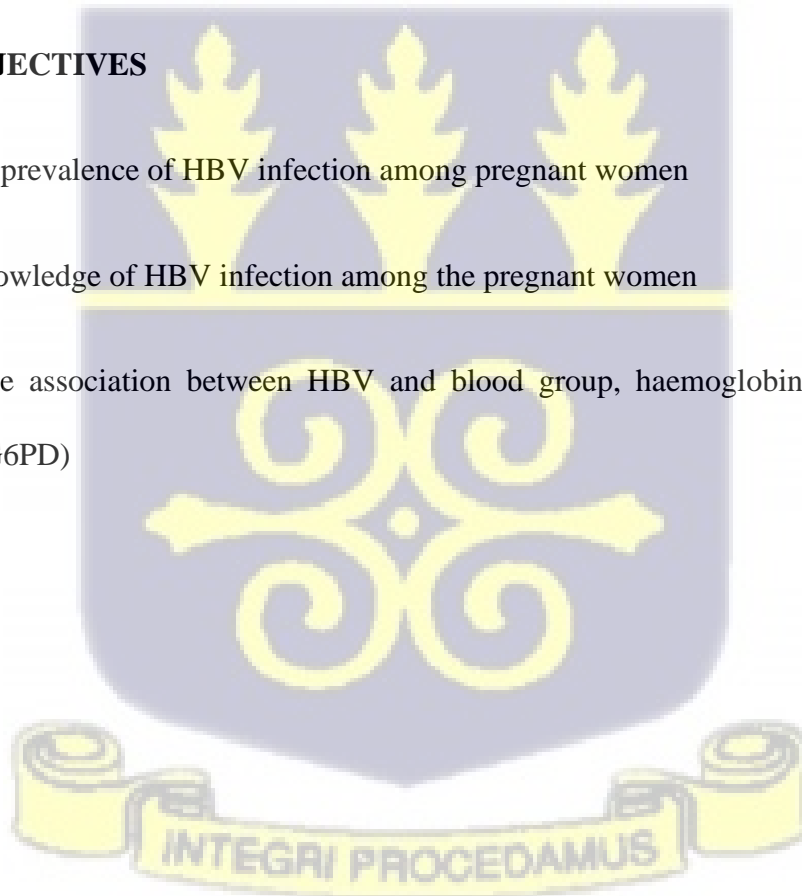 JECTIVES
prevalence of HBV infection among pregnant women
owledge of HBV infection among the pregnant women
e association between HBV and blood group, haemoglobin
6PD)
INTEGRI PROCEDAMUS